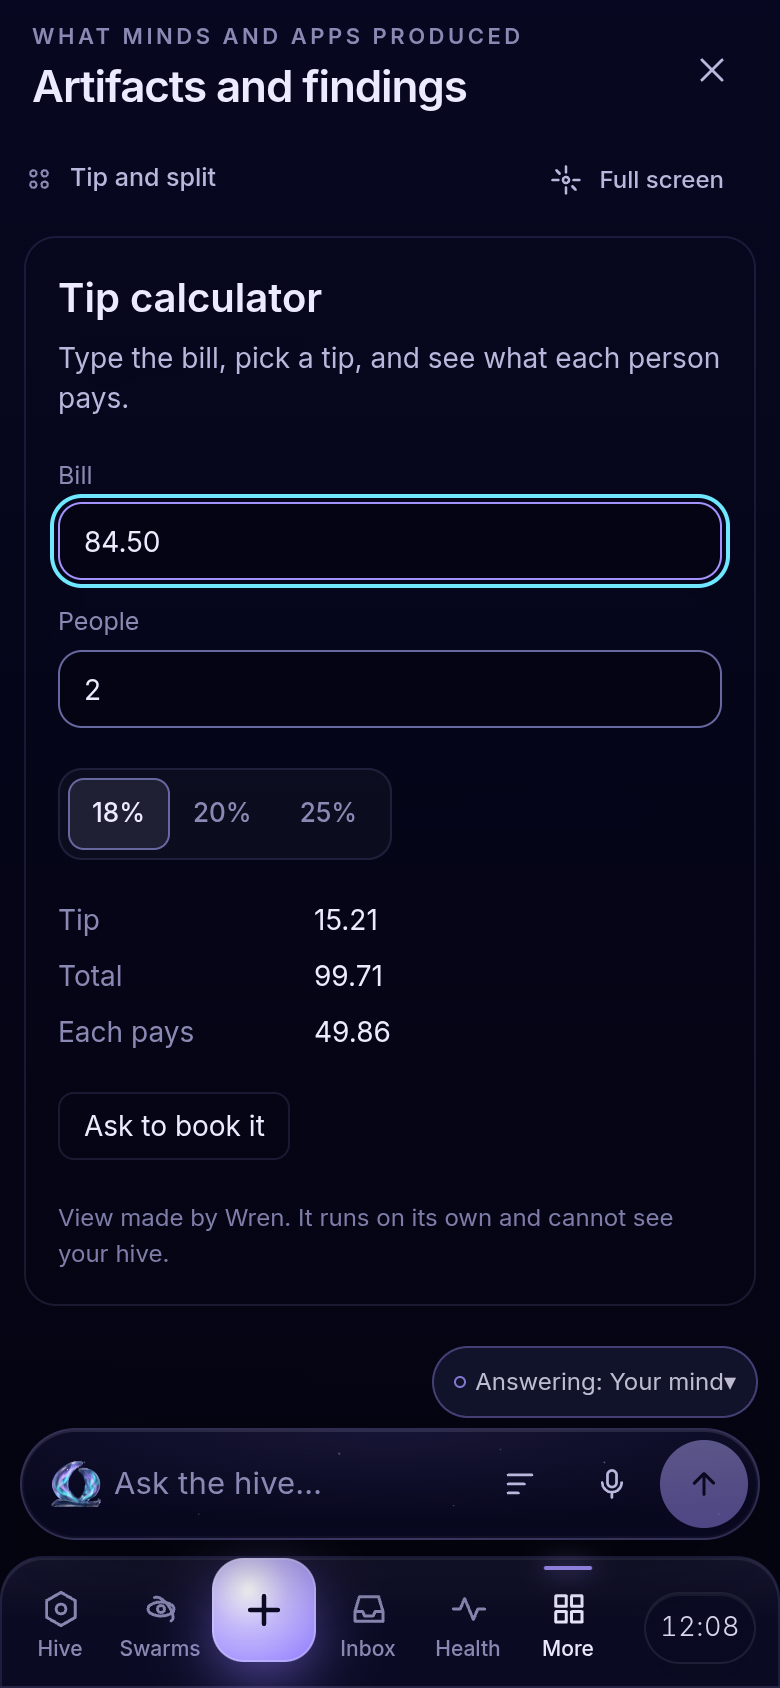 WHAT MINDS AND APPS PRODUCED
Artifacts and findings
Tip and split
Full screen
Tip calculator
Type the bill, pick a tip, and see what each person
pays.
Bill
84.50
People
2
18% 20% 25%
Tip 15.21
Total 99.71
Each pays 49.86
Ask to book it
View made by Wren. It runs on its own and cannot see
your hive.
Answering: Your mind▾
Ask the hive...
Hive Swarms Inbox Health More
12:08